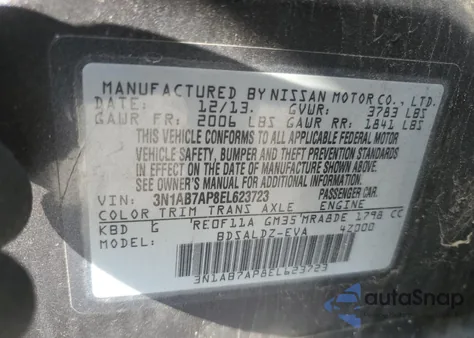 MANUFACTURED BY NISSAN MOTOR CO., LTD.
12/13. GVWR: 3783 LBS
GAWR FR: 2006 LBS GAWR RR: 1841 LBS
THIS VEHICLE CONFORMS TO ALL APPLICABLE FEDERAL MOTOR
VEHICLE SAFETY, BUMPER AND THEFT PREVENTION STANDARDS
IN EFFECT ON THE DATE OF MANUFACTURE SHOWN ABOVE.
SEE OWNER'S MANUAL FOR ADDITIONAL INFORMATION.
VIN: 3N1AB7AP8EL623723 PASSENGER CAR.
COLOR TRIM TRANS AXLE ENGINE
KBD G RE0F11A GM35 MRA8DE 1798 CC
MODEL: BDSALDZ-EVA 42000
3N1AB7AP8EL623723
autoSnap